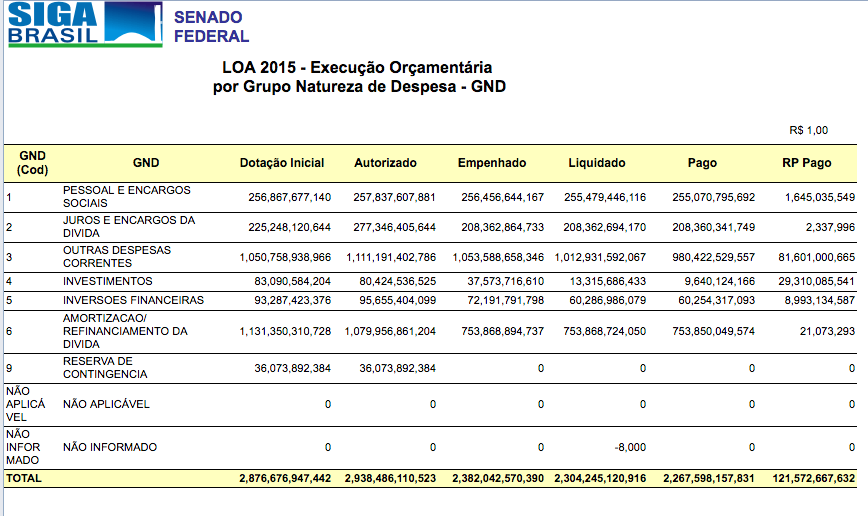 SIGA
BRASIL
SENADO
FEDERAL
LOA 2015 - Execução Orçamentária
por Grupo Natureza de Despesa - GND
R$ 1,00
GND
(Cod)
GND Dotação Inicial Autorizado Empenhado Liquidado Pago RP Pago
1 PESSOAL E ENCARGOS
SOCIAIS 256,867,677,140 257,837,607,881 256,456,644,167 255,479,446,116 255,070,795,692 1,645,035,549
2 JUROS E ENCARGOS DA
DIVIDA 225,248,120,644 277,346,405,644 208,362,864,733 208,362,694,170 208,360,341,749 2,337,996
3 OUTRAS DESPESAS
CORRENTES 1,050,758,938,966 1,111,191,402,786 1,053,588,658,346 1,012,931,592,067 980,422,529,557 81,601,000,665
4 INVESTIMENTOS 83,090,584,204 80,424,536,525 37,573,716,610 13,315,686,433 9,640,124,166 29,310,085,541
5 INVERSOES FINANCEIRAS 93,287,423,376 95,655,404,099 72,191,791,798 60,286,986,079 60,254,317,093 8,993,134,587
6 AMORTIZACAO/
REFINANCIAMENTO DA
DIVIDA 1,131,350,310,728 1,079,956,861,204 753,868,894,737 753,868,724,050 753,850,049,574 21,073,293
9 RESERVA DE
CONTINGENCIA 36,073,892,384 36,073,892,384 0 0 0 0
NÃO
APLICÁ
VEL
NÃO APLICÁVEL 0 0 0 0 0 0
NÃO
INFOR
MADO
NÃO INFORMADO 0 0 0 -8,000 0 0
TOTAL 2,876,676,947,442 2,938,486,110,523 2,382,042,570,390 2,304,245,120,916 2,267,598,157,831 121,572,667,632